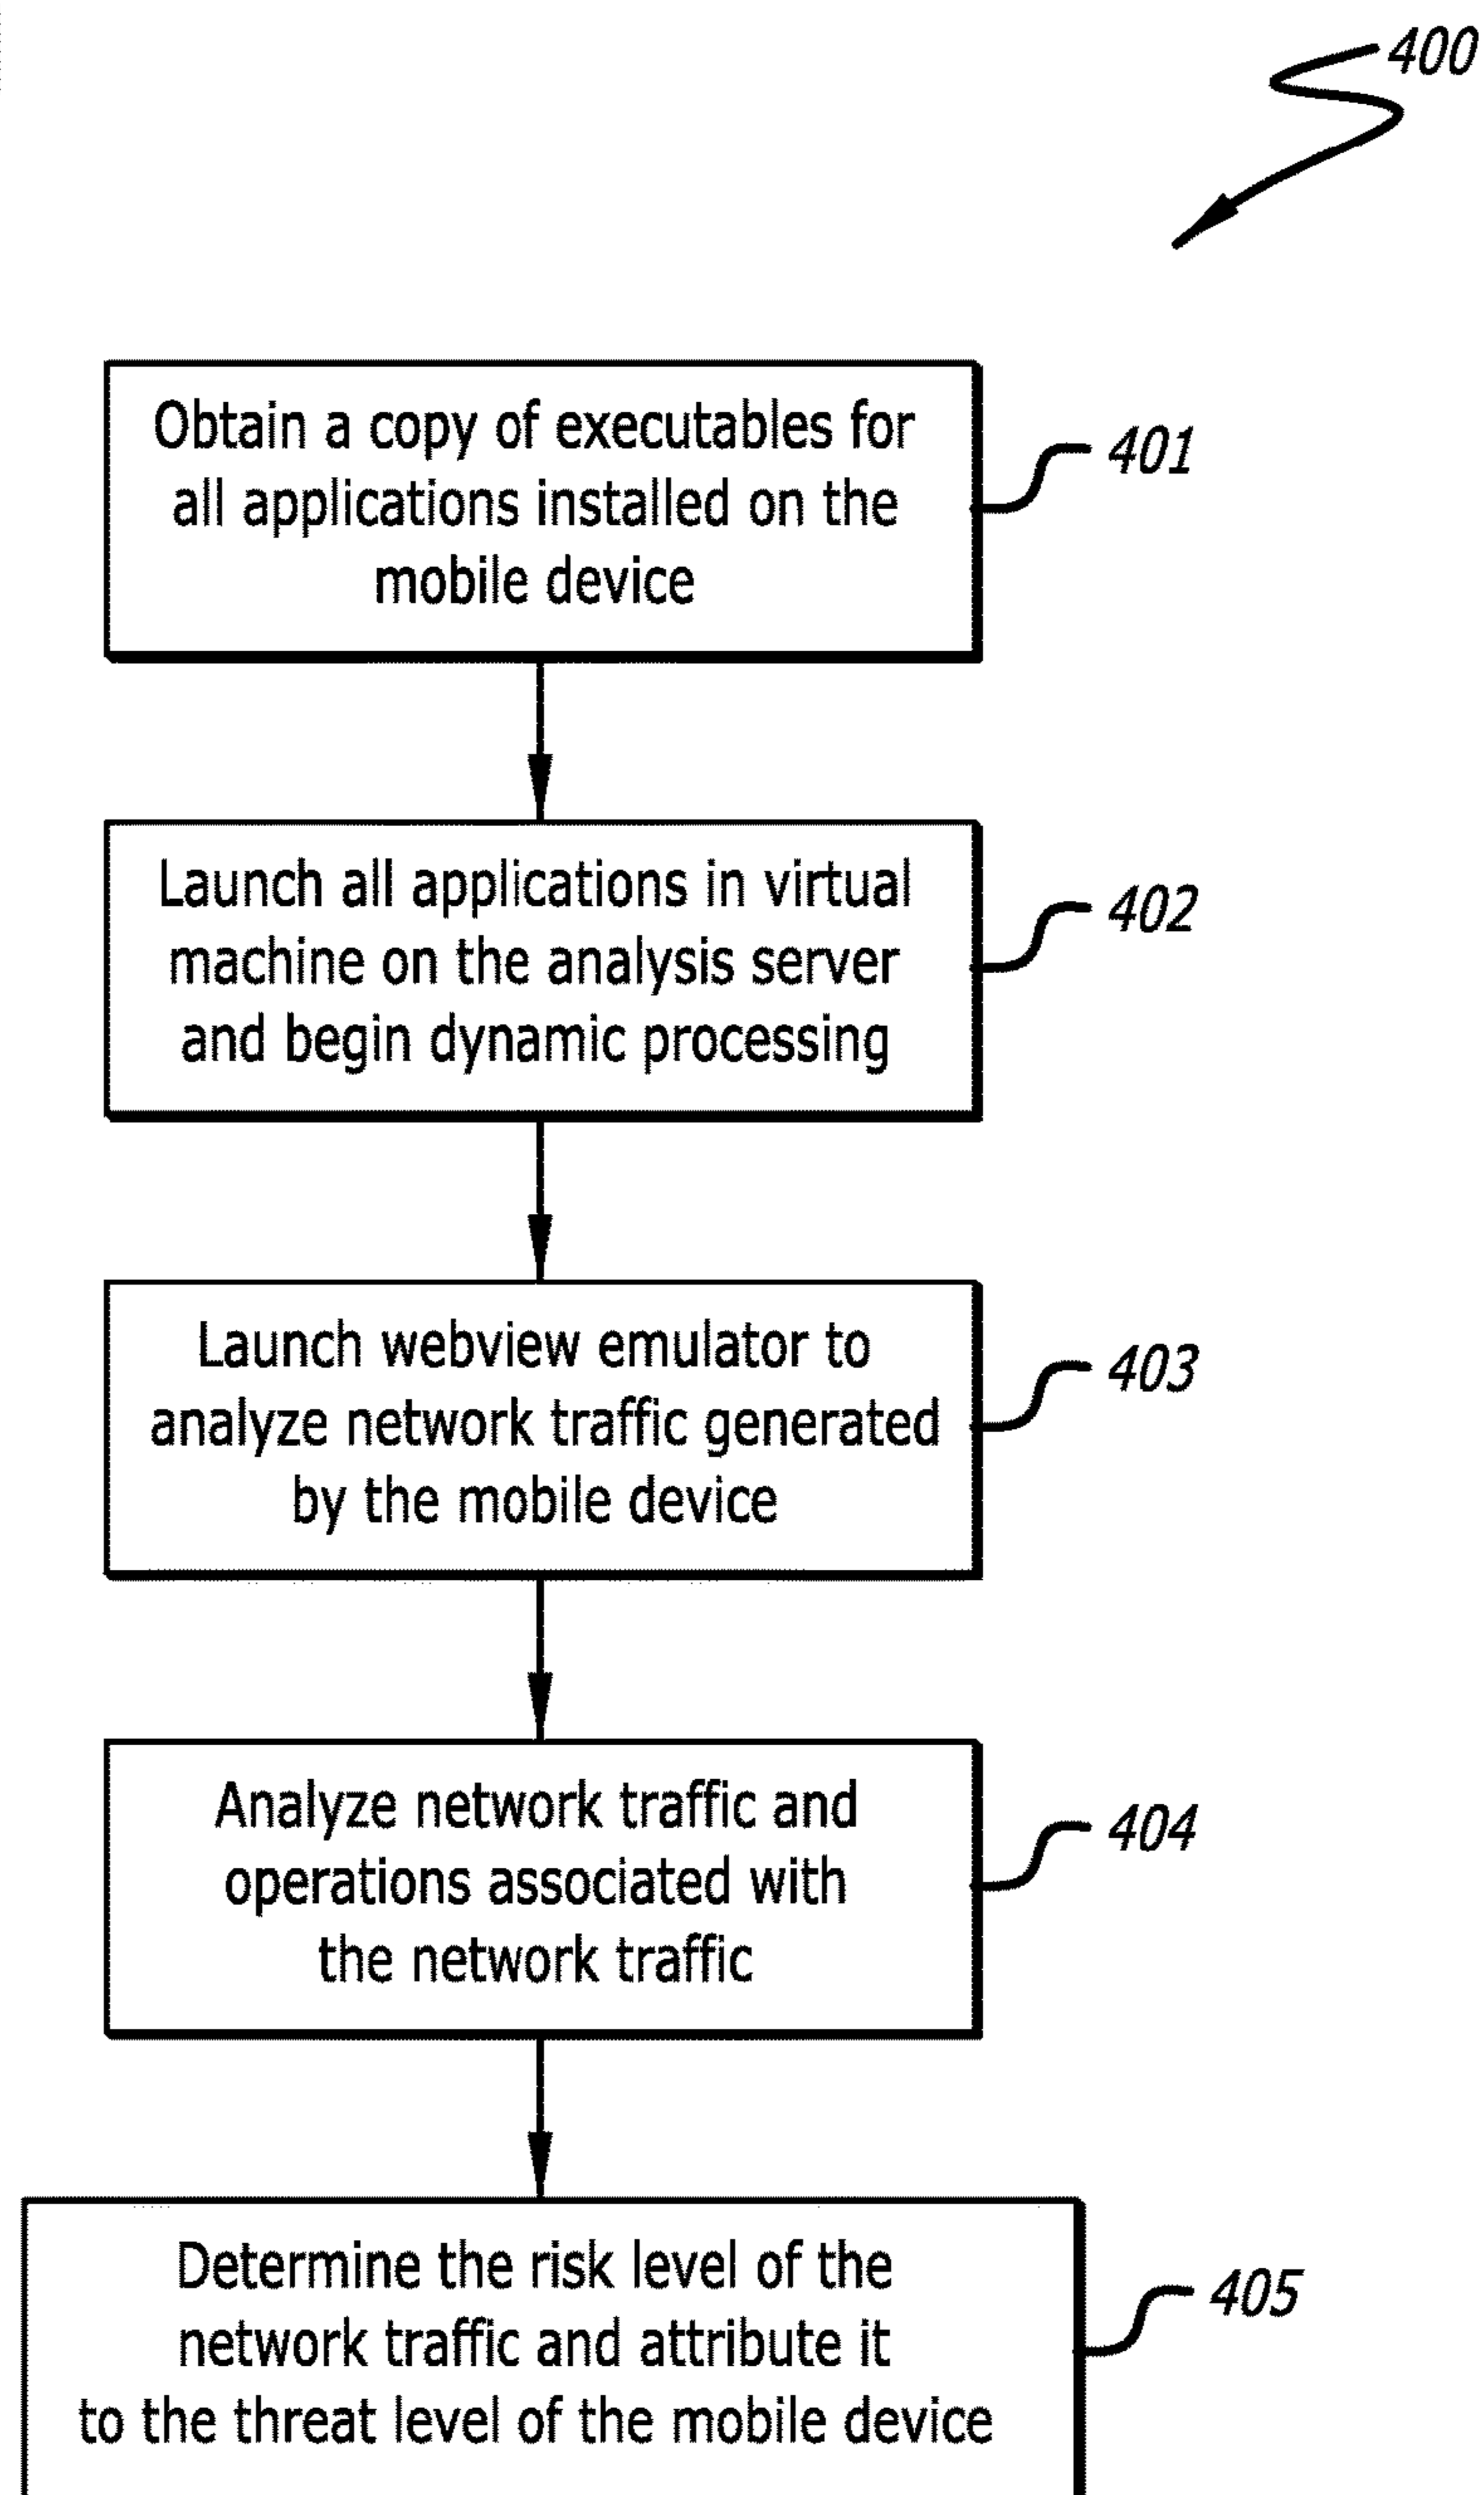 400
Obtain a copy of executables for
all applications installed on the
mobile device
401
Launch all applications in virtual
machine on the analysis server
and begin dynamic processing
402
Launch webview emulator to
analyze network traffic generated
by the mobile device
403
Analyze network traffic and
operations associated with
the network traffic
404
Determine the risk level of the
network traffic and attribute it
to the threat level of the mobile device
405